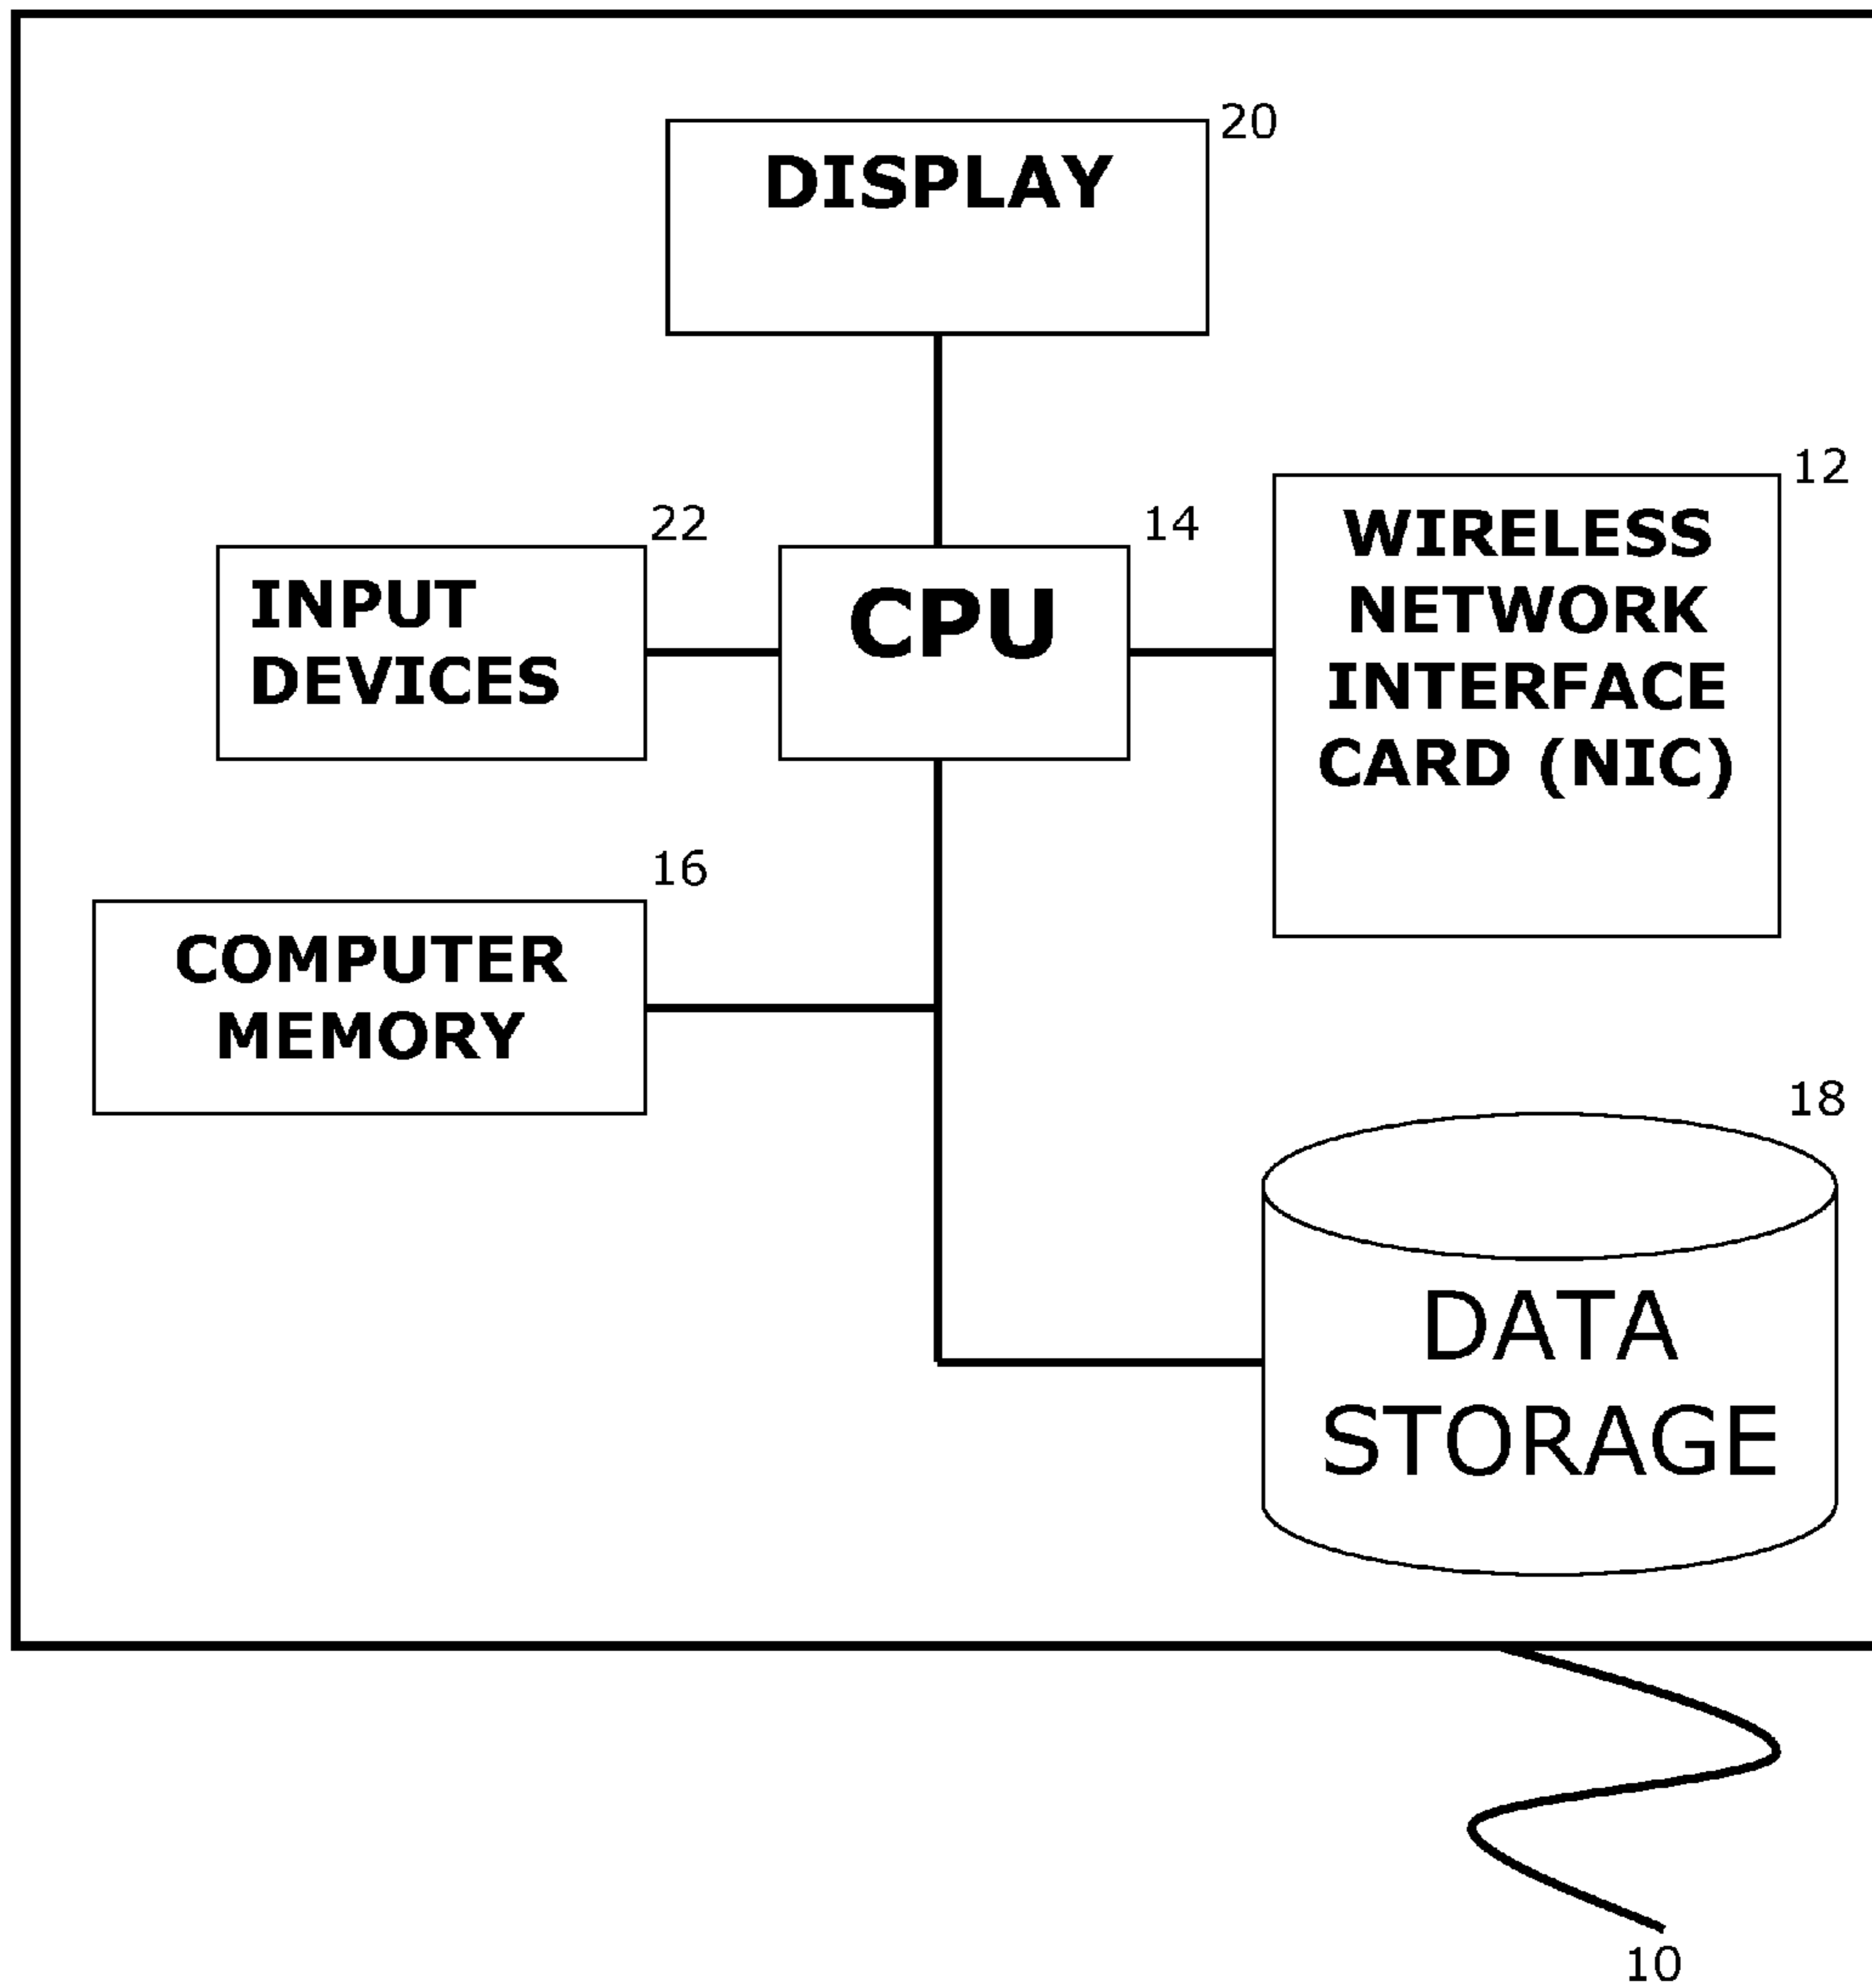 20
DISPLAY
12
22
14
WIRELESS
NETWORK
INTERFACE
CARD (NIC)
INPUT
DEVICES
CPU
16
COMPUTER
MEMORY
18
DATA
STORAGE
10